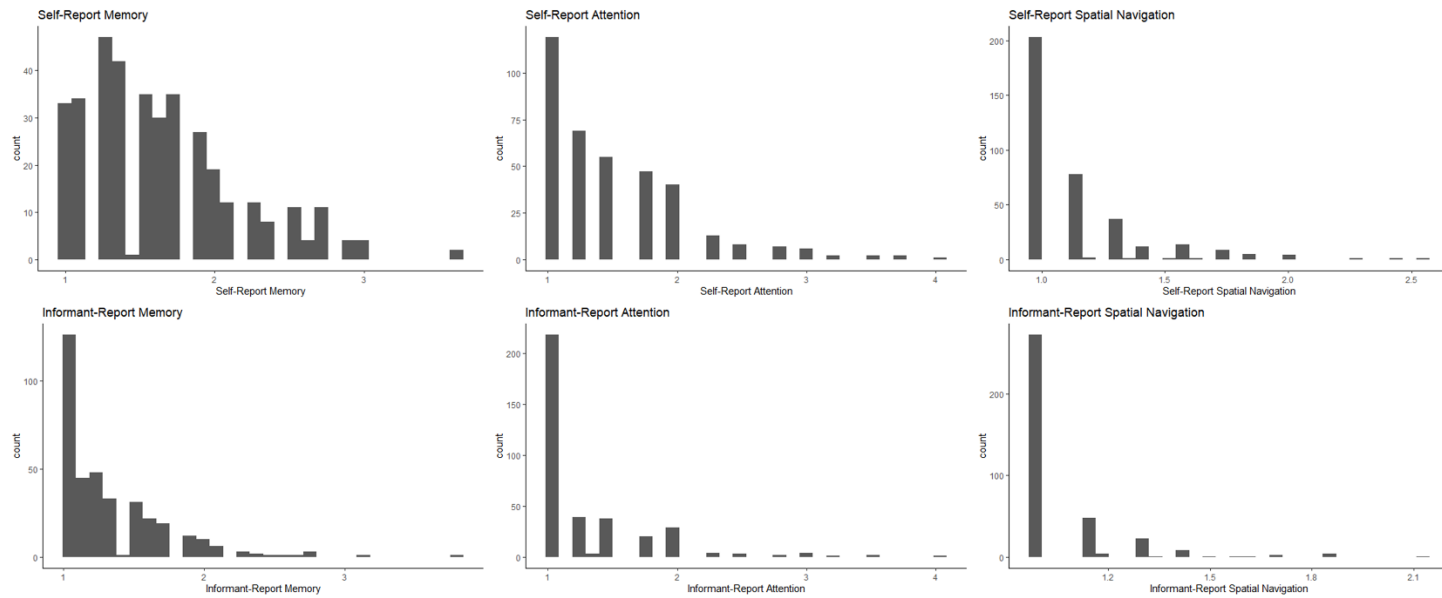 Self-Report Memory
count
40
30
20
10
0
1 2 3
Self-Report Memory
Self-Report Attention
count
100
75
50
25
0
1 2 3 4
Self-Report Attention
Self-Report Spatial Navigation
count
200
150
100
50
0
1.0 1.5 2.0 2.5
Self-Report Spatial Navigation
Informant-Report Memory
count
100
50
0
1 2 3
Informant-Report Memory
Informant-Report Attention
count
200
150
100
50
0
1 2 3 4
Informant-Report Attention
Informant-Report Spatial Navigation
count
200
100
0
1.2 1.5 1.8 2.1
Informant-Report Spatial Navigation